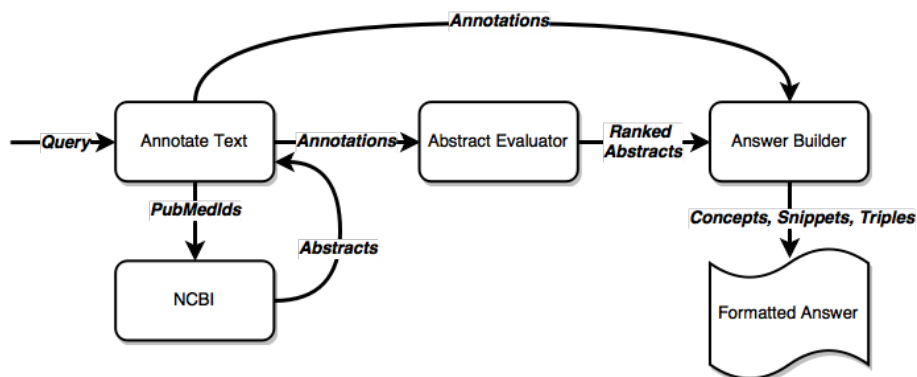 Annotations
Query
Annotate Text
Annotations
Abstract Evaluator
Ranked
Abstracts
Answer Builder
PubMedIds
Abstracts
Concepts, Snippets, Triples
NCBI
Formatted Answer